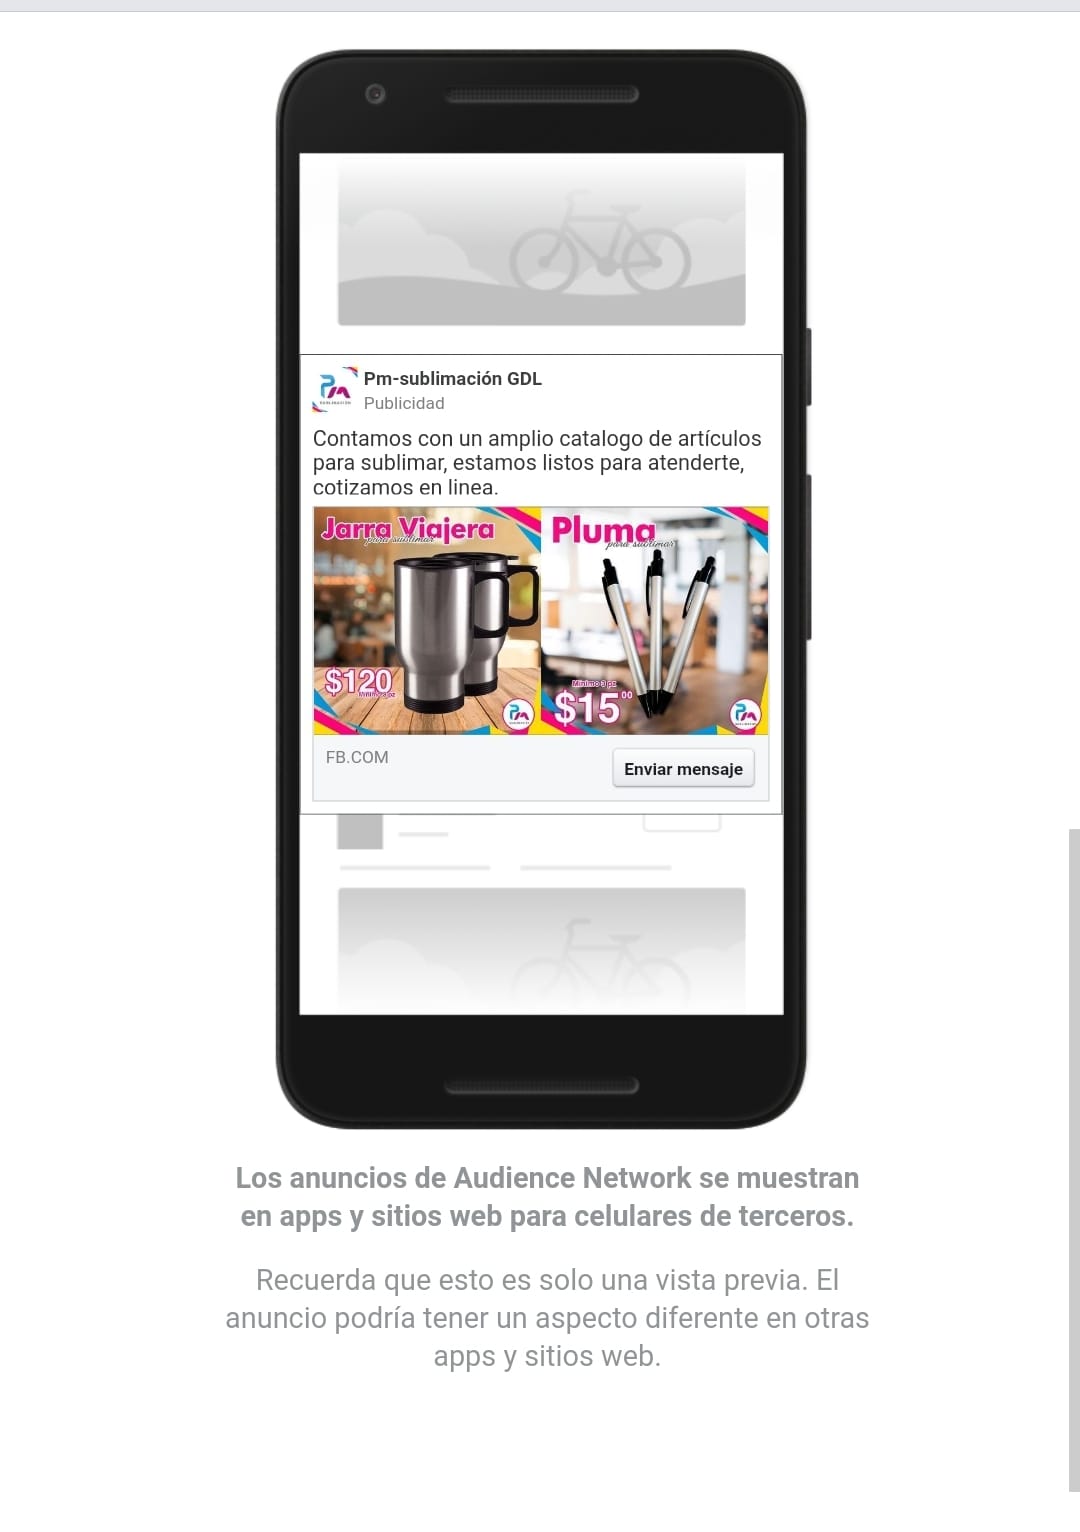 Pm-sublimación GDL
Publicidad
Contamos con un amplio catalogo de artículos
para sublimar, estamos listos para atenderte,
cotizamos en linea.
Jarra Viajera
para sublimar
$120
Minimo 3 pz
Pluma
para sublimar
Minimo 3 pz
$15.00
FB.COM
Enviar mensaje
Los anuncios de Audience Network se muestran
en apps y sitios web para celulares de terceros.
Recuerda que esto es solo una vista previa. El
anuncio podría tener un aspecto diferente en otras
apps y sitios web.